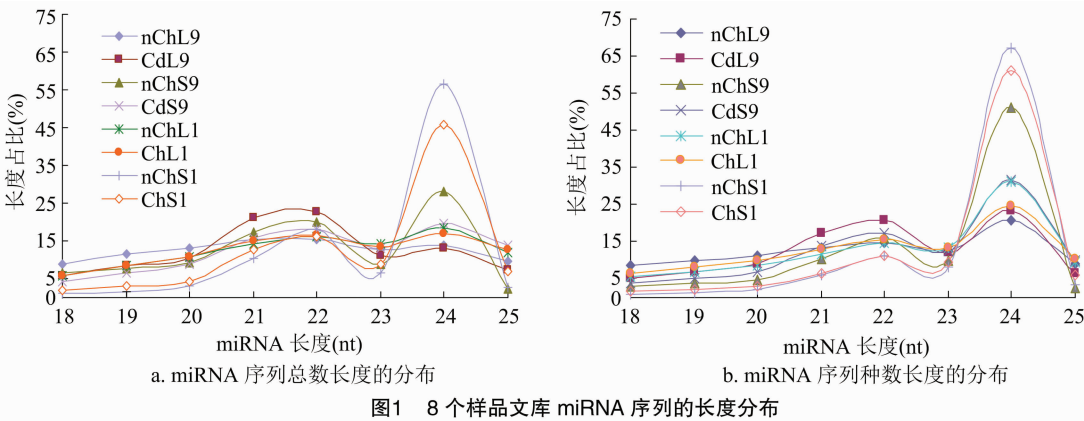 75
65
55
45
35
25
15
5
0
长度占比(%)
nChL9
CdL9
nChS9
CdS9
nChL1
ChL1
nChS1
ChS1
18 19 20 21 22 23 24 25
miRNA 长度(nt)
a. miRNA 序列总数长度的分布
75
65
55
45
35
25
15
5
0
长度占比(%)
nChL9
CdL9
nChS9
CdS9
nChL1
ChL1
nChS1
ChS1
18 19 20 21 22 23 24 25
miRNA 长度(nt)
b. miRNA 序列种数长度的分布
图1 8 个样品文库 miRNA 序列的长度分布